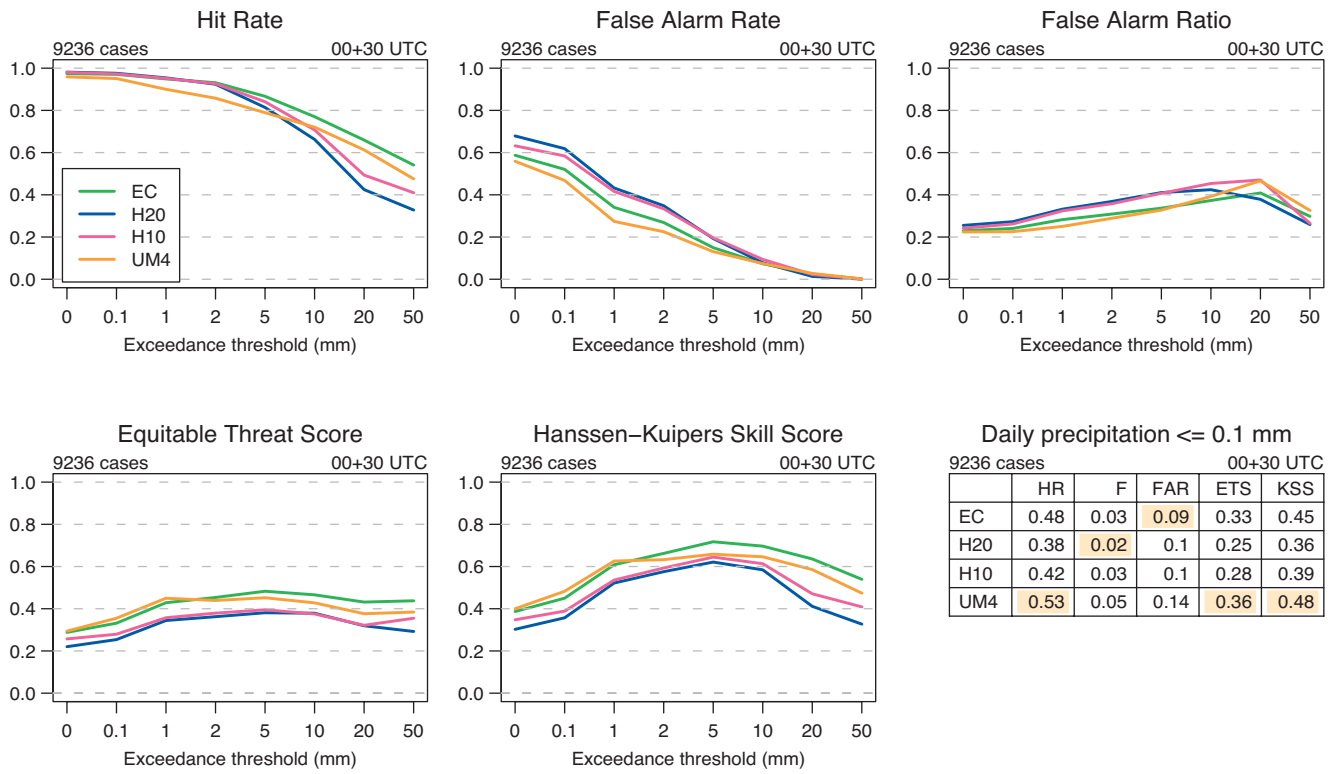 Hit Rate
9236 cases 00+30 UTC
1.0
0.8
0.6
0.4
0.2
0.0
EC
H20
H10
UM4
0 0.1 1 2 5 10 20 50
Exceedance threshold (mm)
False Alarm Rate
9236 cases 00+30 UTC
1.0
0.8
0.6
0.4
0.2
0.0
0 0.1 1 2 5 10 20 50
Exceedance threshold (mm)
False Alarm Ratio
9236 cases 00+30 UTC
1.0
0.8
0.6
0.4
0.2
0.0
0 0.1 1 2 5 10 20 50
Exceedance threshold (mm)
Equitable Threat Score
9236 cases 00+30 UTC
1.0
0.8
0.6
0.4
0.2
0.0
0 0.1 1 2 5 10 20 50
Exceedance threshold (mm)
Hanssen−Kuipers Skill Score
9236 cases 00+30 UTC
1.0
0.8
0.6
0.4
0.2
0.0
0 0.1 1 2 5 10 20 50
Exceedance threshold (mm)
Daily precipitation <= 0.1 mm
9236 cases 00+30 UTC
HR F FAR ETS KSS
EC 0.48 0.03 0.09 0.33 0.45
H20 0.38 0.02 0.1 0.25 0.36
H10 0.42 0.03 0.1 0.28 0.39
UM4 0.53 0.05 0.14 0.36 0.48